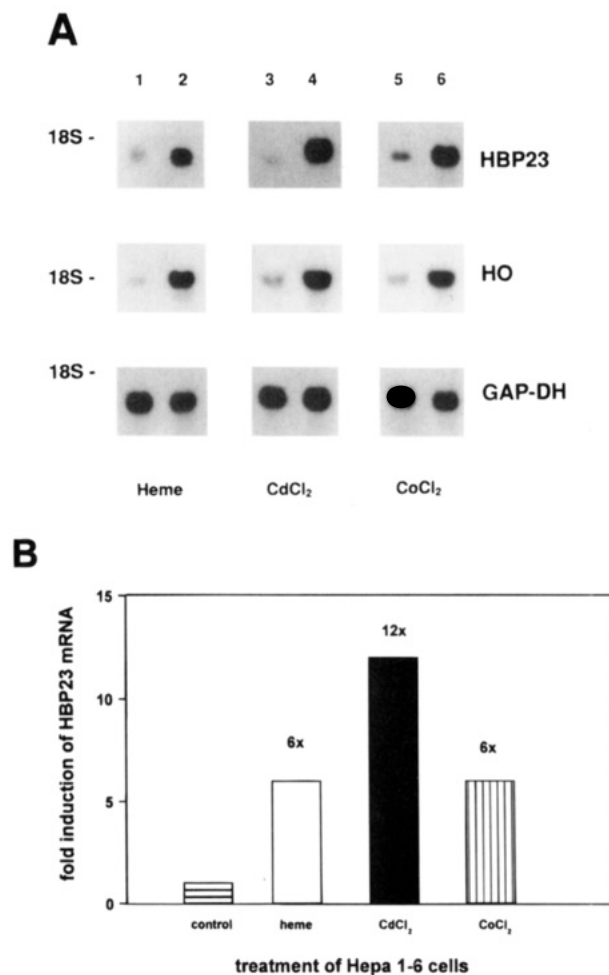 A
1 2 3 4 5 6
18S - HBP23
18S - HO
18S - GAP-DH
Heme CdCl₂ CoCl₂
B
15
12x
10
6x 6x
5
0
fold induction of HBP23 mRNA
control heme CdCl₂ CoCl₂
treatment of Hepa 1-6 cells